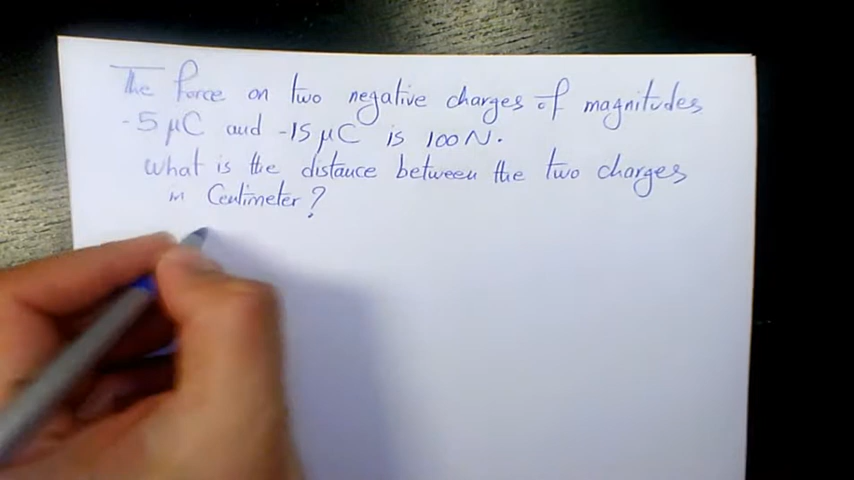 The force on two negative charges of magnitudes
-5 μC and -15 μC is 100N.
what is the distance between the two charges
in Centimeter?